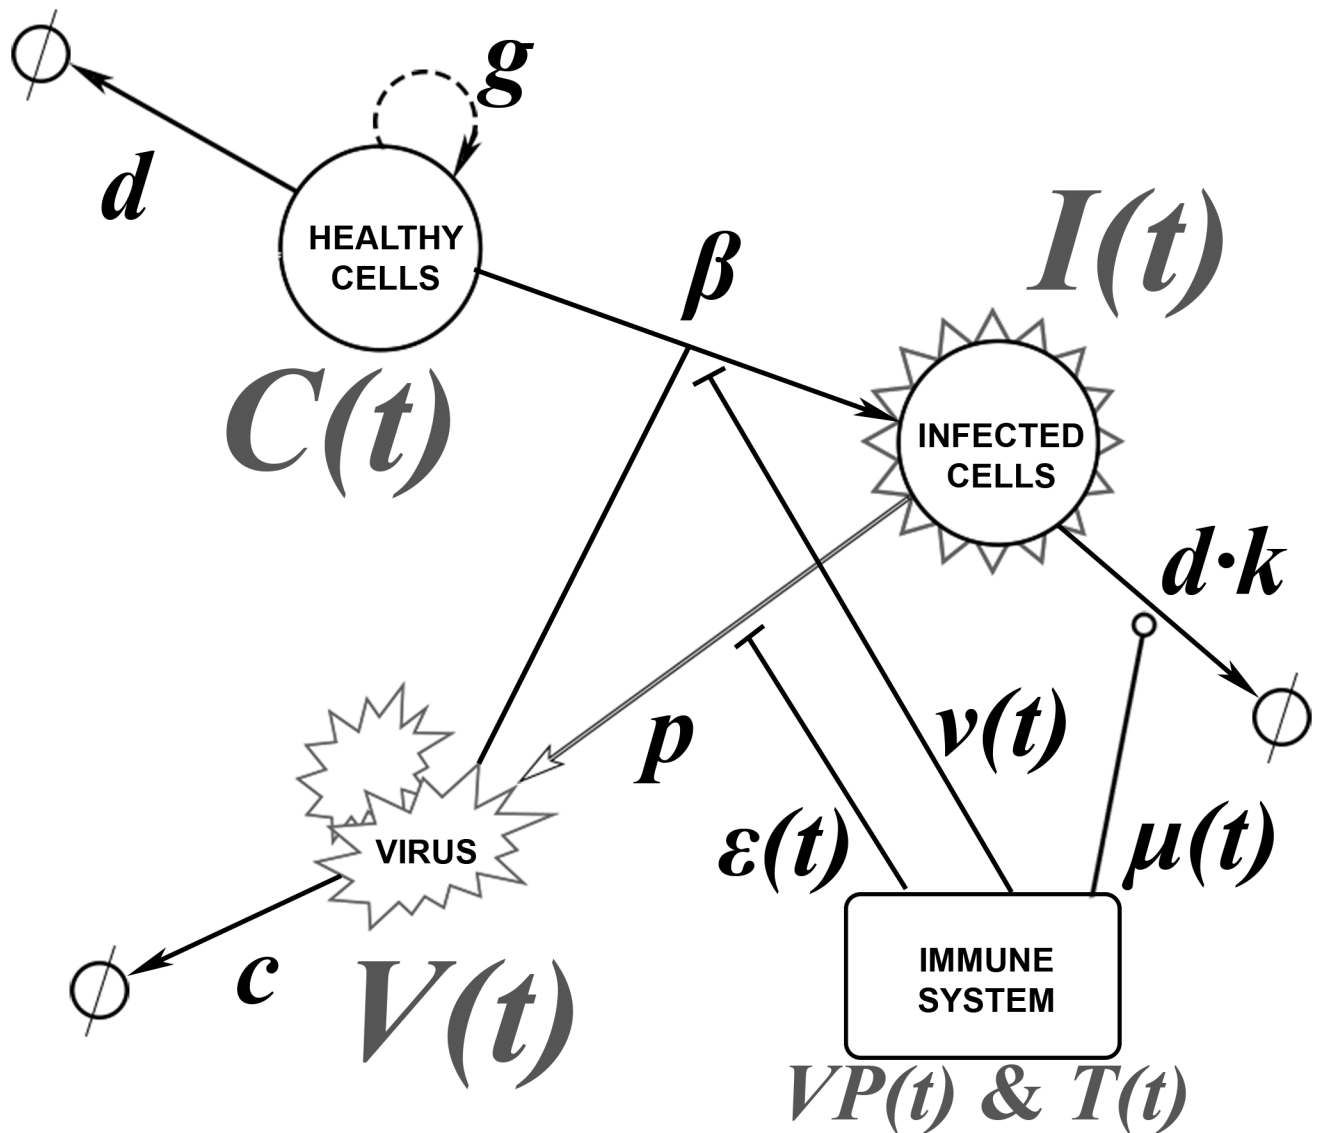 g
d
HEALTHY
CELLS
β
I(t)
C(t)
INFECTED
CELLS
d·k
p
ν(t)
ε(t)
μ(t)
VIRUS
c
V(t)
IMMUNE
SYSTEM
VP(t) & T(t)